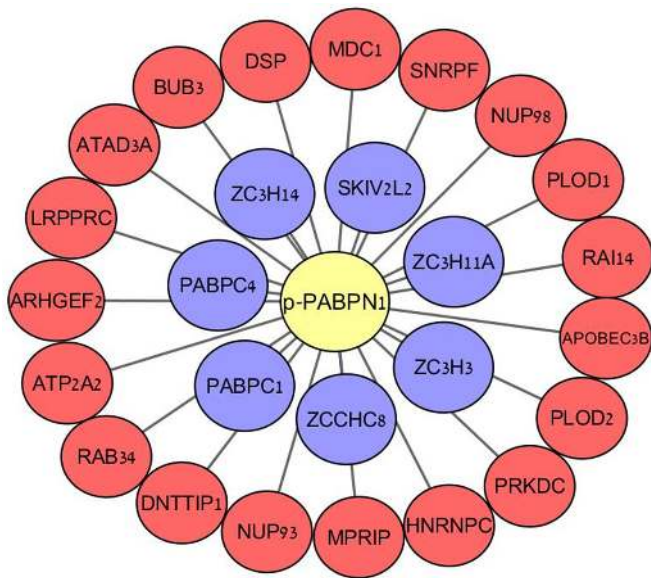 MDC1
DSP
SNRPF
BUB3
NUP98
ATAD3A
ZC3H14
SKIV2L2
PLOD1
LRPPRC
ZC3H11A
RAI14
PABPC4
ARHGEF2
p-PABPN1
APOBEC3B
ZC3H3
ATP2A2
PABPC1
PLOD2
ZCCHC8
RAB34
PRKDC
DNTTIP1
HNRNPC
NUP93
MPRIP